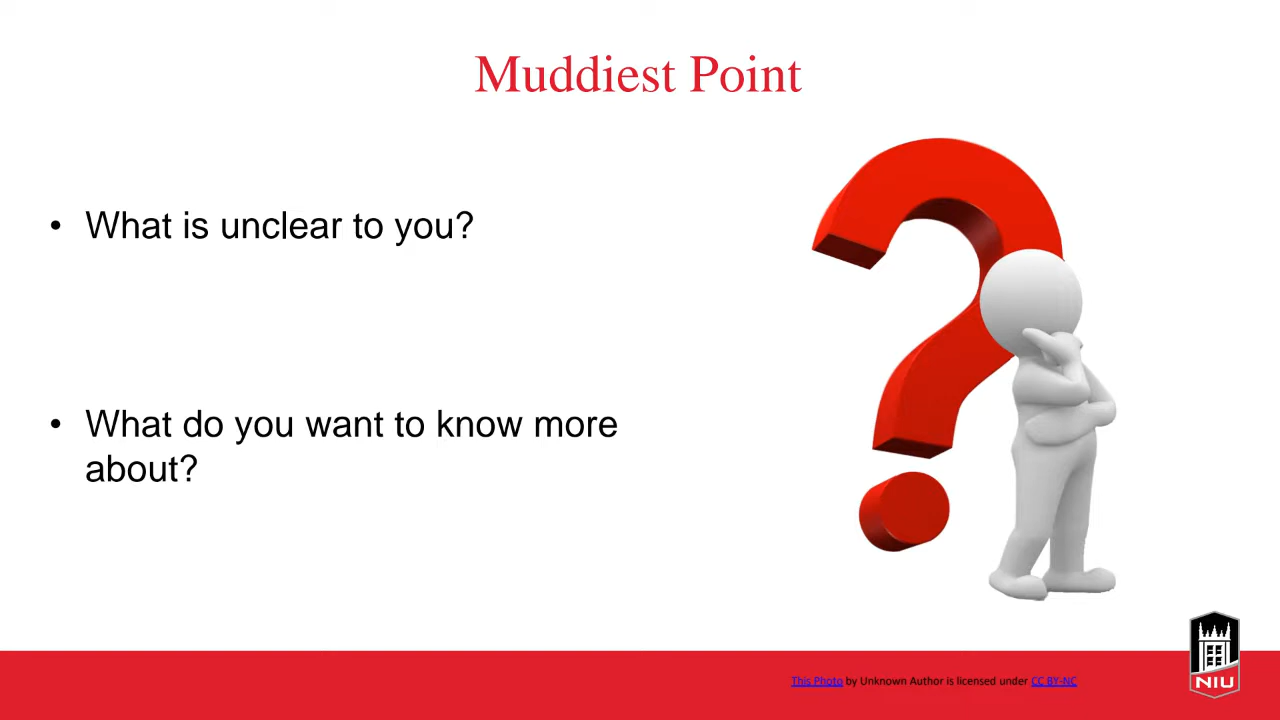 Muddiest Point
• What is unclear to you?
• What do you want to know more
about?
This Photo by Unknown Author is licensed under CC BY-NC
NIU